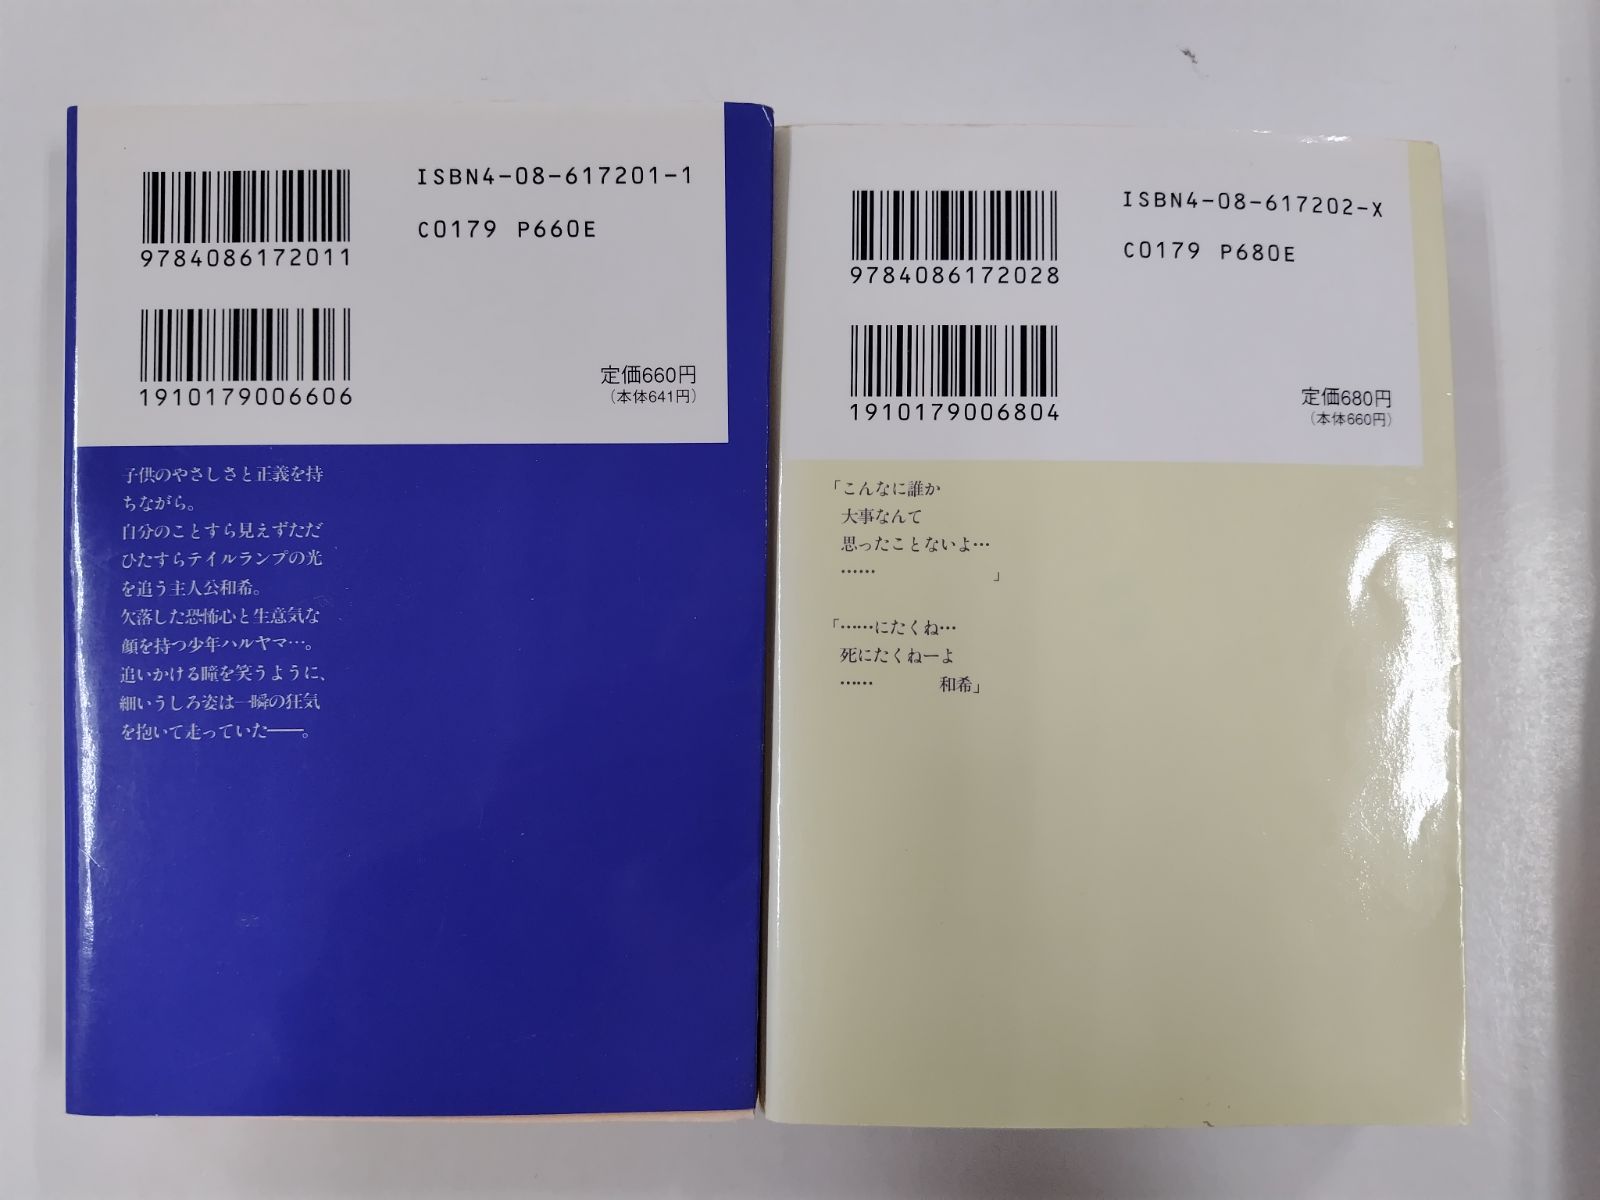 ISBN4-08-617201-1
C0179 P660E
9784086172011
1910179006606
定価660円
(本体641円)
子供のやさしさと正義を持
ちながら。
自分のことすら見えずただ
ひたすらテイルランプの光
を追う主人公和希。
欠落した恐怖心と生意気な
顔を持つ少年ハルヤマ…。
追いかける瞳を笑うように、
細いうしろ姿は一瞬の狂気
を抱いて走っていた――。
ISBN4-08-617202-X
C0179 P680E
9784086172028
1910179006804
定価680円
(本体660円)
「こんなに誰か
大事なんて
思ったことないよ…
…… 」
「……にたくね…
死にたくねーよ
…… 和希」